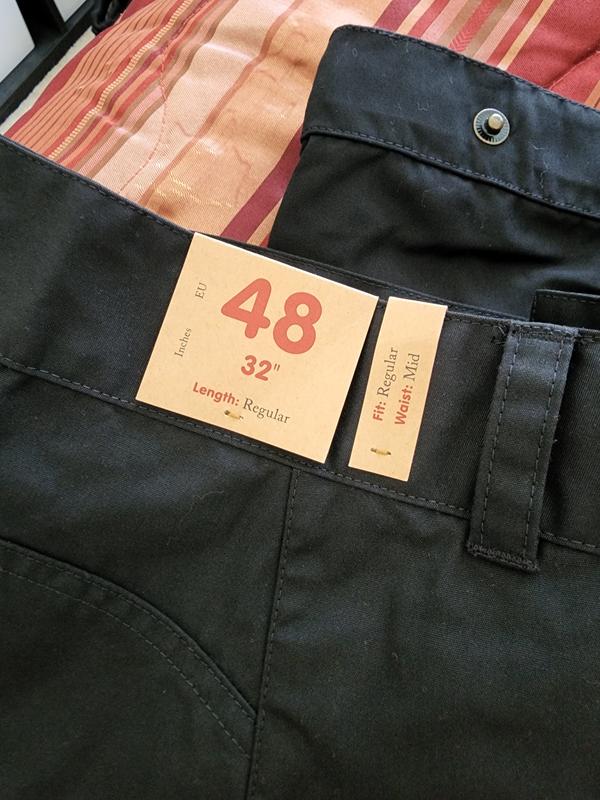 EU 48
Inches 32"
Length: Regular
Fit: Regular
Waist: Mid